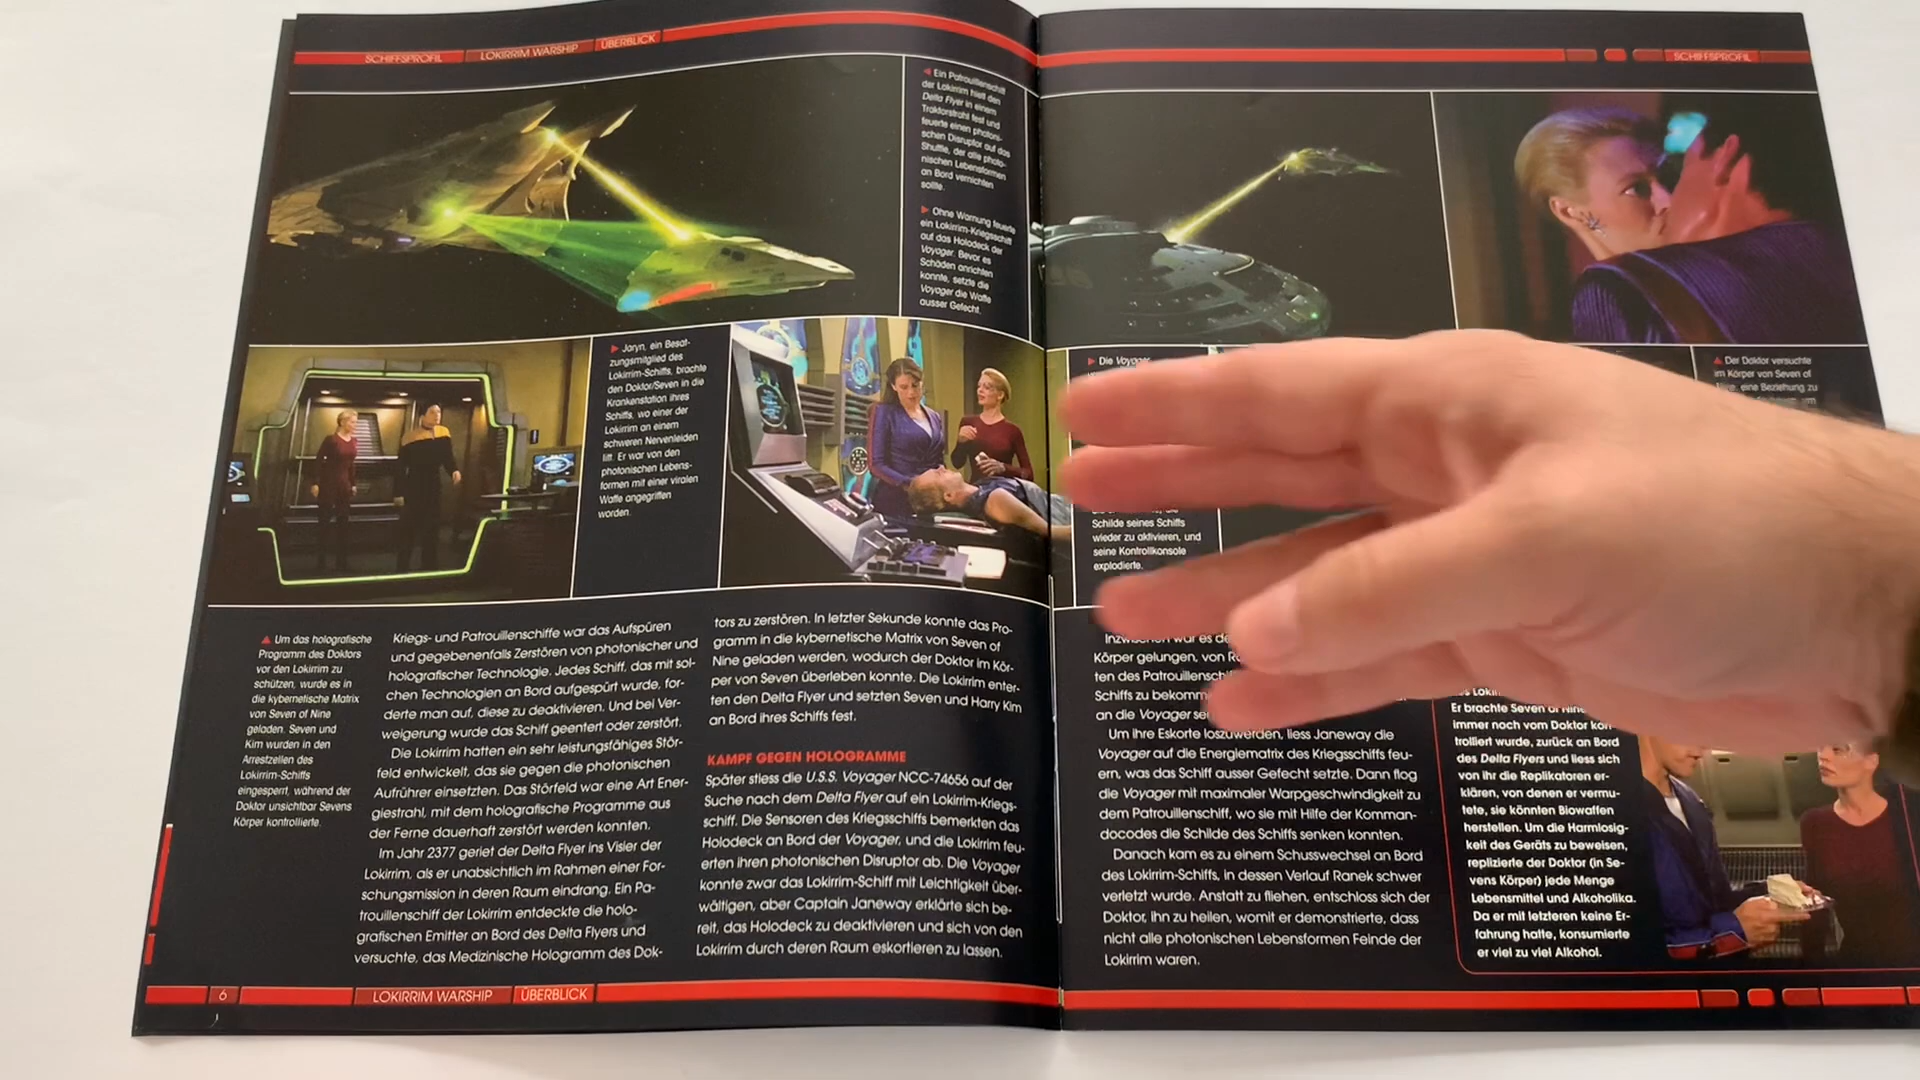 SCHIFFSPROFIL
LOKIRRIM WARSHIP
ÜBERBLICK
◄ Ein Patrouillenschiff
der Lokirrim hielt den
Delta Flyer in einem
Traktorstrahl fest und
feuerte einen photoni-
schen Disruptor auf das
Shuttle, der alle photo-
nischen Lebensformen
an Bord vernichten
sollte.
► Ohne Warnung feuerte
ein Lokirrim-Kriegsschiff
auf das Holodeck der
Voyager. Bevor es
Schäden anrichten
konnte, setzte die
Voyager die Waffe
ausser Gefecht.
► Jaryn, ein Besat-
zungsmitglied des
Lokirrim-Schiffs, brachte
den Doktor/Seven in die
Krankenstation ihres
Schiffs, wo einer der
Lokirrim an einem
schweren Nervenleiden
litt. Er war von den
photonischen Lebens-
formen mit einer viralen
Waffe angegriffen
worden.
▲ Um das holografische
Programm des Doktors
vor den Lokirrim zu
schützen, wurde es in
die kybernetische Matrix
von Seven of Nine
geladen. Seven und
Kim wurden in den
Arrestzellen des
Lokirrim-Schiffs
eingesperrt, während der
Doktor unsichtbar Sevens
Körper kontrollierte.
Kriegs- und Patrouillenschiffe war das Aufspüren
und gegebenenfalls Zerstören von photonischer und
holografischer Technologie. Jedes Schiff, das mit sol-
chen Technologien an Bord aufgespürt wurde, for-
derte man auf, diese zu deaktivieren. Und bei Ver-
weigerung wurde das Schiff geentert oder zerstört.
Die Lokirrim hatten ein sehr leistungsfähiges Stör-
feld entwickelt, das sie gegen die photonischen
Aufrührer einsetzten. Das Störfeld war eine Art Ener-
giestrahl, mit dem holografische Programme aus
der Ferne dauerhaft zerstört werden konnten.
Im Jahr 2377 geriet der Delta Flyer ins Visier der
Lokirrim, als er unabsichtlich im Rahmen einer For-
schungsmission in deren Raum eindrang. Ein Pa-
trouillenschiff der Lokirrim entdeckte die holo-
grafischen Emitter an Bord des Delta Flyers und
versuchte, das Medizinische Hologramm des Dok-
tors zu zerstören. In letzter Sekunde konnte das Pro-
gramm in die kybernetische Matrix von Seven of
Nine geladen werden, wodurch der Doktor im Kör-
per von Seven überleben konnte. Die Lokirrim enter-
ten den Delta Flyer und setzten Seven und Harry Kim
an Bord ihres Schiffs fest.
KAMPF GEGEN HOLOGRAMME
Später stiess die U.S.S. Voyager NCC-74656 auf der
Suche nach dem Delta Flyer auf ein Lokirrim-Kriegs-
schiff. Die Sensoren des Kriegsschiffs bemerkten das
Holodeck an Bord der Voyager, und die Lokirrim feu-
erten ihren photonischen Disruptor ab. Die Voyager
konnte zwar das Lokirrim-Schiff mit Leichtigkeit über-
wältigen, aber Captain Janeway erklärte sich be-
reit, das Holodeck zu deaktivieren und sich von den
Lokirrim durch deren Raum eskortieren zu lassen.
6
LOKIRRIM WARSHIP
ÜBERBLICK
SCHIFFSPROFIL
► Die Voyager
Schilde seines Schiffs
wieder zu aktivieren, und
seine Kontrollkonsole
explodierte.
▲ Der Doktor versuchte
im Körper von Seven of
Nine, eine Beziehung zu
Inzwischen war es de
Körper gelungen, von R
ten des Patrouillensch
Schiffs zu bekomm
an die Voyager se
Um ihre Eskorte loszuwerden, liess Janeway die
Voyager auf die Energiematrix des Kriegsschiffs feu-
ern, was das Schiff ausser Gefecht setzte. Dann flog
die Voyager mit maximaler Warpgeschwindigkeit zu
dem Patrouillenschiff, wo sie mit Hilfe der Komman-
docodes die Schilde des Schiffs senken konnten.
Danach kam es zu einem Schusswechsel an Bord
des Lokirrim-Schiffs, in dessen Verlauf Ranek schwer
verletzt wurde. Anstatt zu fliehen, entschloss sich der
Doktor, ihn zu heilen, womit er demonstrierte, dass
nicht alle photonischen Lebensformen Feinde der
Lokirrim waren.
Er brachte Seven of Nine
immer noch vom Doktor kon-
trolliert wurde, zurück an Bord
des Delta Flyers und liess sich
von ihr die Replikatoren er-
klären, von denen er vermu-
tete, sie könnten Biowaffen
herstellen. Um die Harmlosig-
keit des Geräts zu beweisen,
replizierte der Doktor (in Se-
vens Körper) jede Menge
Lebensmittel und Alkoholika.
Da er mit letzteren keine Er-
fahrung hatte, konsumierte
er viel zu viel Alkohol.